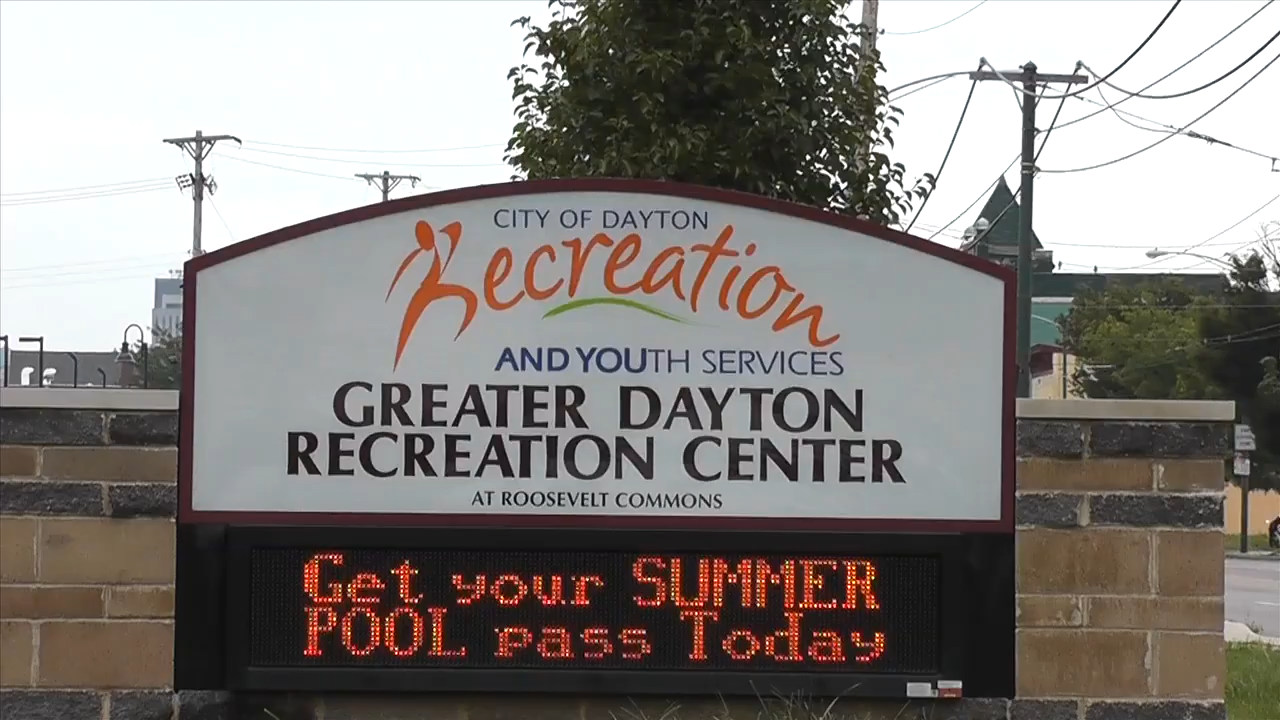 CITY OF DAYTON
Recreation
AND YOUTH SERVICES
GREATER DAYTON
RECREATION CENTER
AT ROOSEVELT COMMONS
Get your SUMMER
POOL pass Today